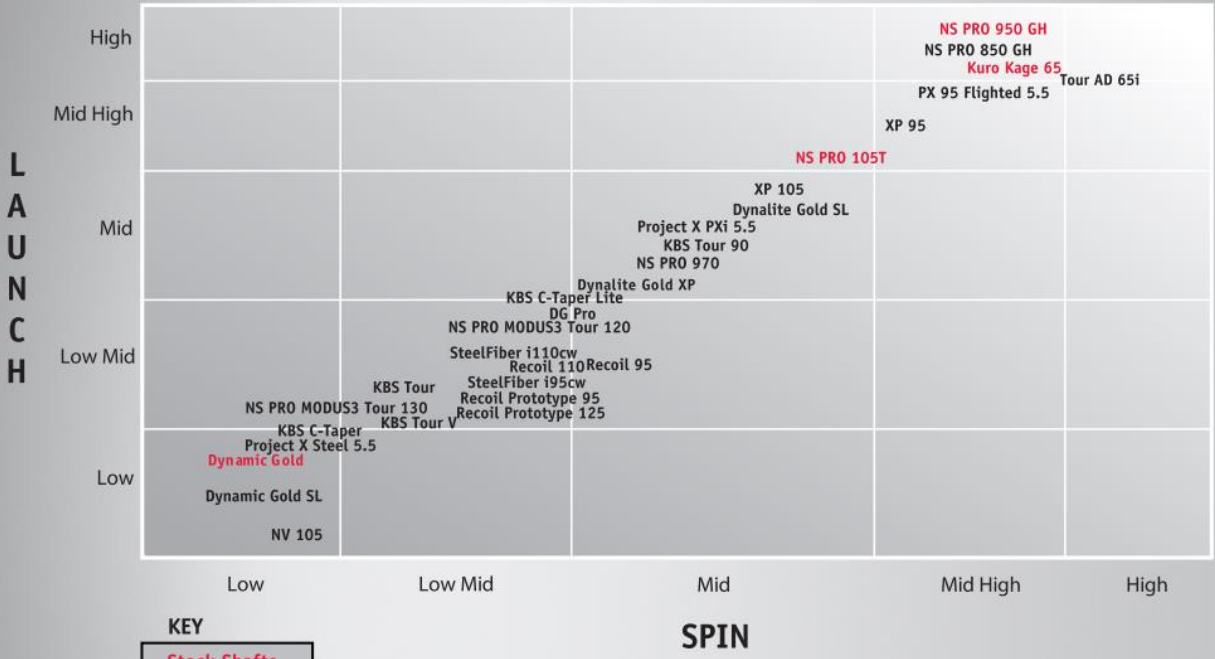 High
NS PRO 950 GH
NS PRO 850 GH
Kuro Kage 65
Tour AD 65i
PX 95 Flighted 5.5
Mid High
XP 95
NS PRO 105T
XP 105
Dynalite Gold SL
Mid
Project X PXi 5.5
KBS Tour 90
NS PRO 970
Dynalite Gold XP
KBS C-Taper Lite
DG Pro
NS PRO MODUS3 Tour 120
Low Mid
SteelFiber i110cw
Recoil 110
Recoil 95
SteelFiber i95cw
KBS Tour
Recoil Prototype 95
NS PRO MODUS3 Tour 130
Recoil Prototype 125
KBS Tour V
KBS C-Taper
Project X Steel 5.5
Dynamic Gold
Low
Dynamic Gold SL
NV 105
LAUNCH
Low
Low Mid
Mid
Mid High
High
SPIN
KEY
Stock Shafts